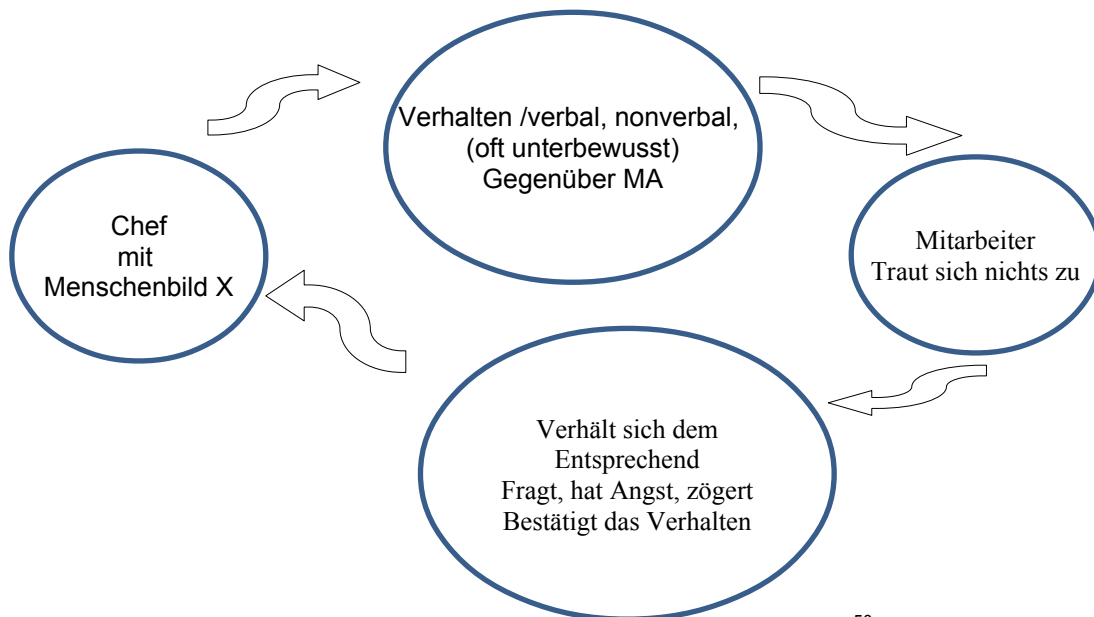 Verhalten /verbal, nonverbal,
(oft unterbewusst)
Gegenüber MA
Chef
mit
Menschenbild X
Mitarbeiter
Traut sich nichts zu
Verhält sich dem
Entsprechend
Fragt, hat Angst, zögert
Bestätigt das Verhalten